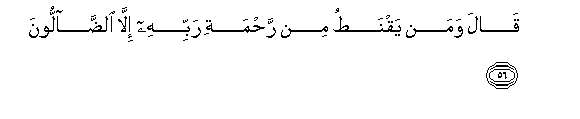 قَالَ وَمَن يَقْنَطُ مِن رَّحْمَةِ رَبِّهِۦٓ إِلَّا ٱلضَّآلُّونَ
٥٦